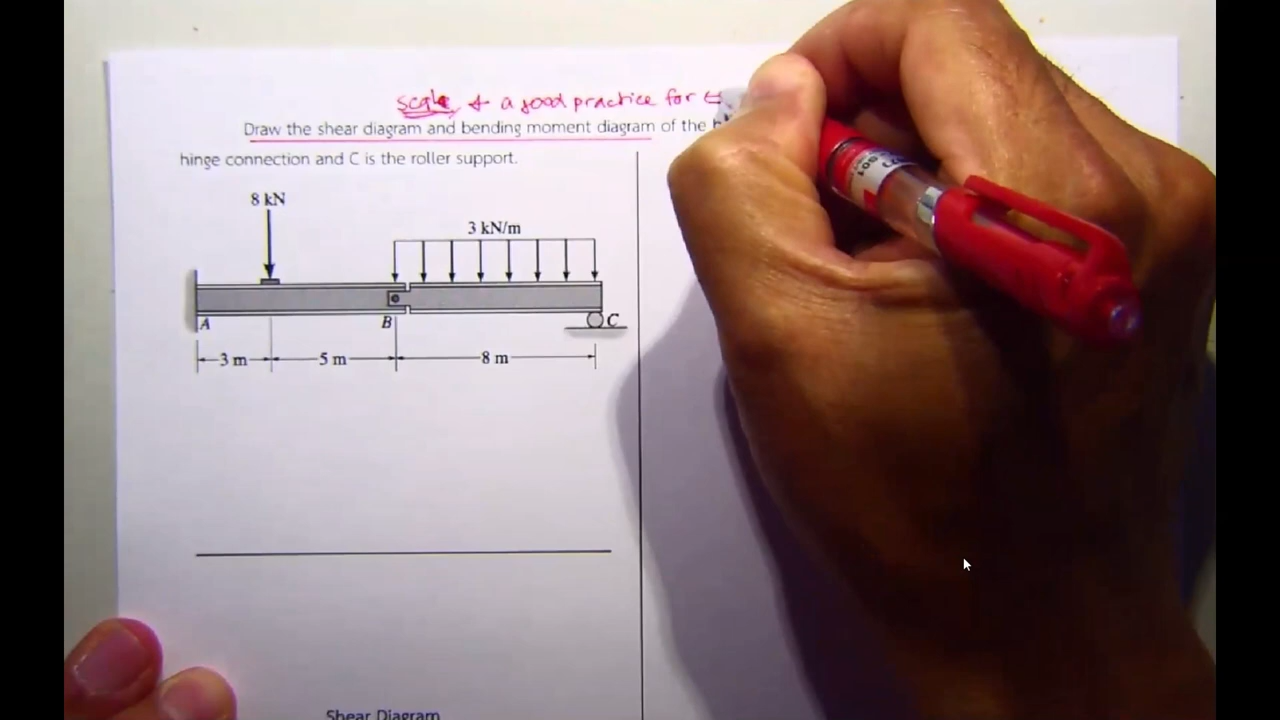 scale & a good practice for
Draw the shear diagram and bending moment diagram of the
hinge connection and C is the roller support.
8 kN
3 kN/m
A
B
C
3 m
5 m
8 m
Shear Diagram